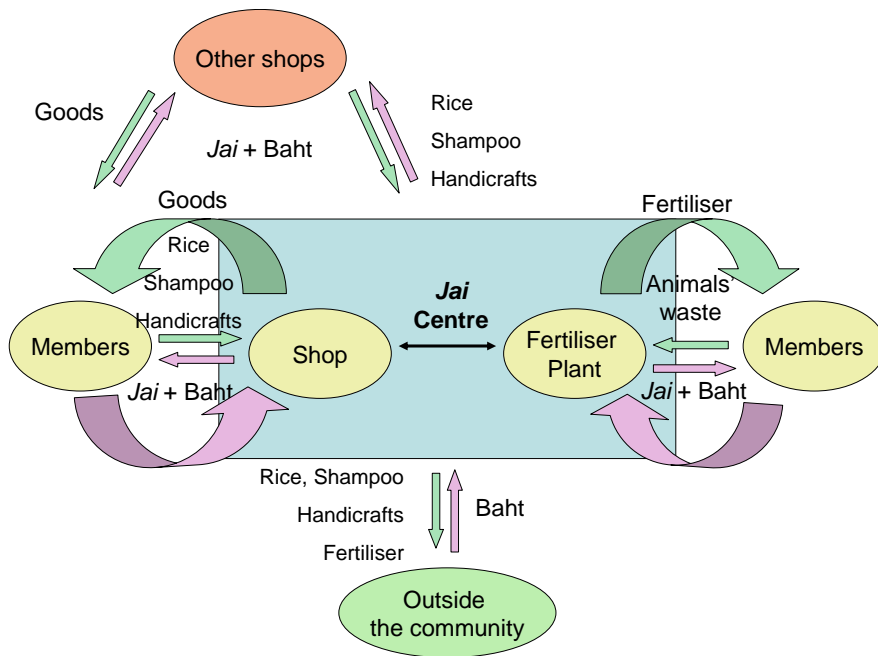 Other shops
Goods
Jai + Baht
Rice
Shampoo
Handicrafts
Goods
Rice
Shampoo
Handicrafts
Members
Jai + Baht
Shop
Jai
Centre
Fertiliser
Plant
Fertiliser
Animals'
waste
Members
Jai + Baht
Rice, Shampoo
Handicrafts
Fertiliser
Baht
Outside
the community